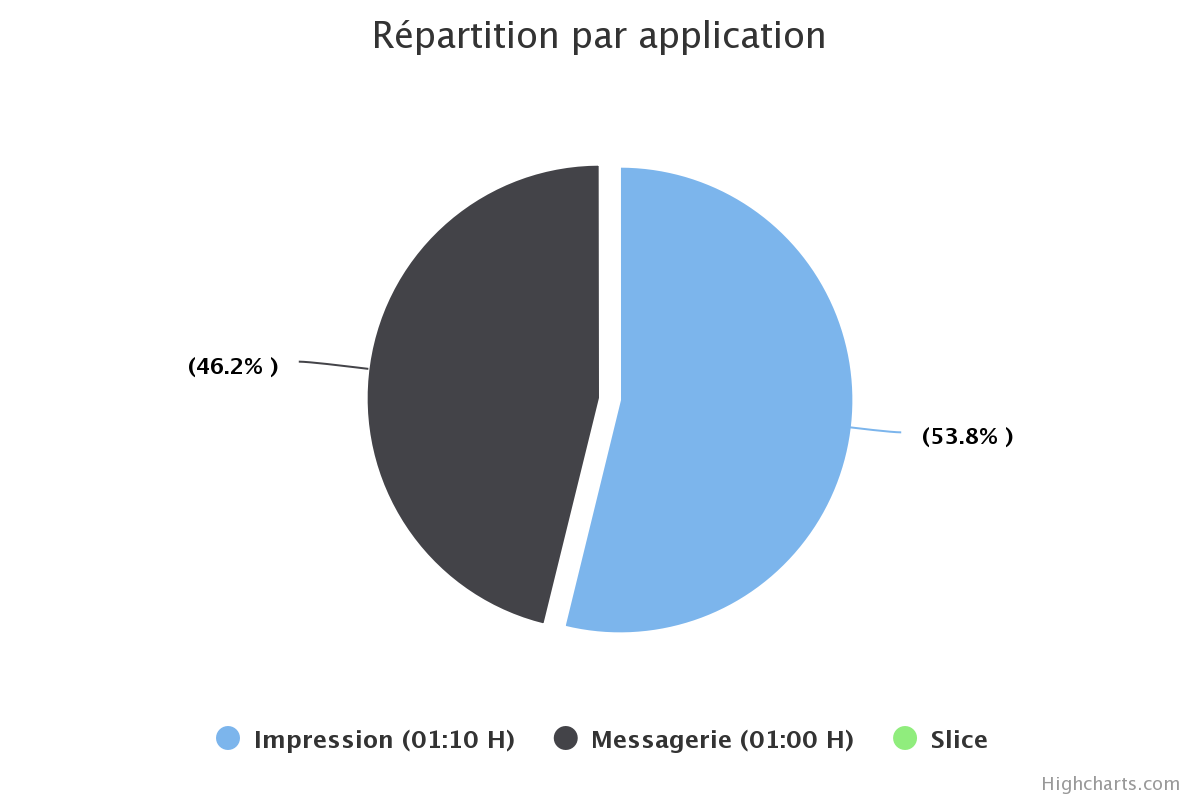 Répartition par application
(46.2% )
(53.8% )
Impression (01:10 H)
Messagerie (01:00 H)
Slice
Highcharts.com